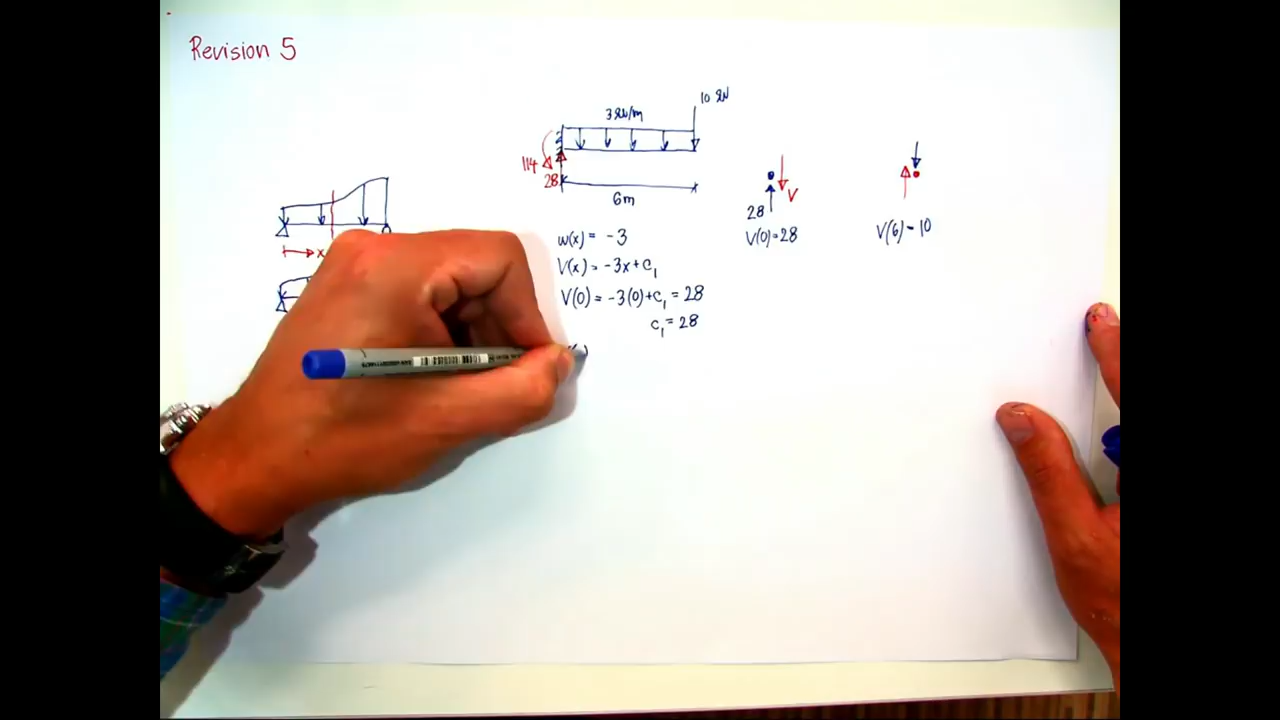 Revision 5
10 kN
3 kN/m
114
28
6m
x
V
28
w(x) = -3
V(0)=28
V(6)=10
V(x) = -3x+c₁
V(0) = -3(0)+c₁ = 28
c₁ = 28